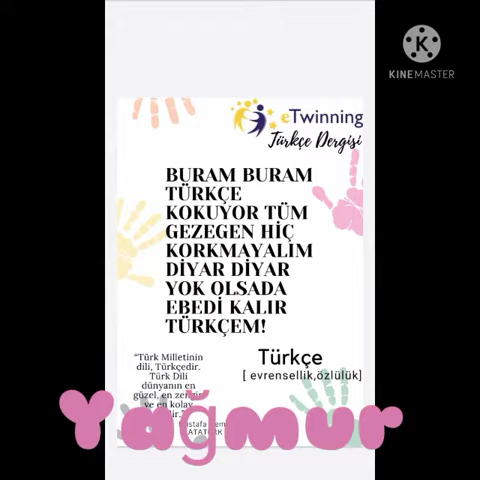 KINEMASTER
eTwinning
Türkçe Dergisi
BURAM BURAM
TÜRKÇE
KOKUYOR TÜM
GEZEGEN HİÇ
KORKMAYALIM
DİYAR DİYAR
YOK OLSADA
EBEDİ KALIR
TÜRKÇEM!
"Türk Milletinin
dili, Türkçedir.
Türk Dili
dünyanın en
güzel, en zengin
ve en kolay
Türkçe
[ evrensellik,özlülük]
Yağmur
ATATÜRK